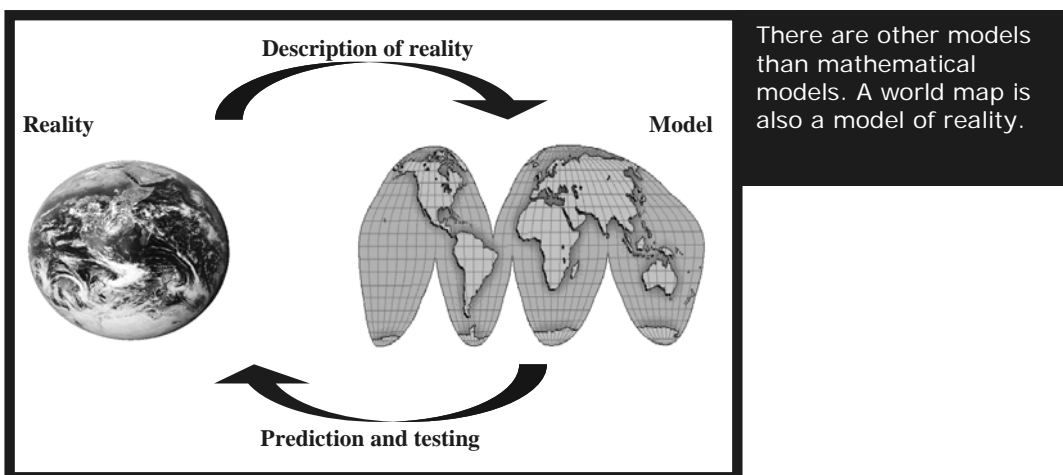 Description of reality
Reality
Model
Prediction and testing
There are other models
than mathematical
models. A world map is
also a model of reality.